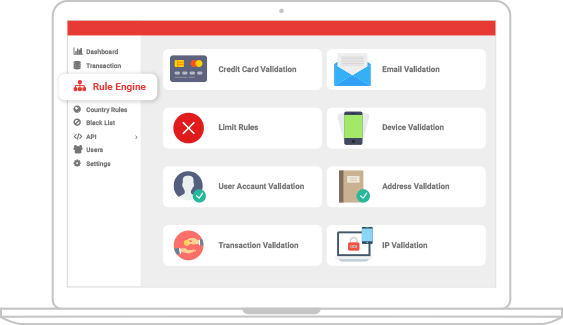 Dashboard
Transaction
Rule Engine
Country Rules
Black List
API
Users
Settings
Credit Card Validation
Email Validation
Limit Rules
Device Validation
User Account Validation
Address Validation
Transaction Validation
IP Validation